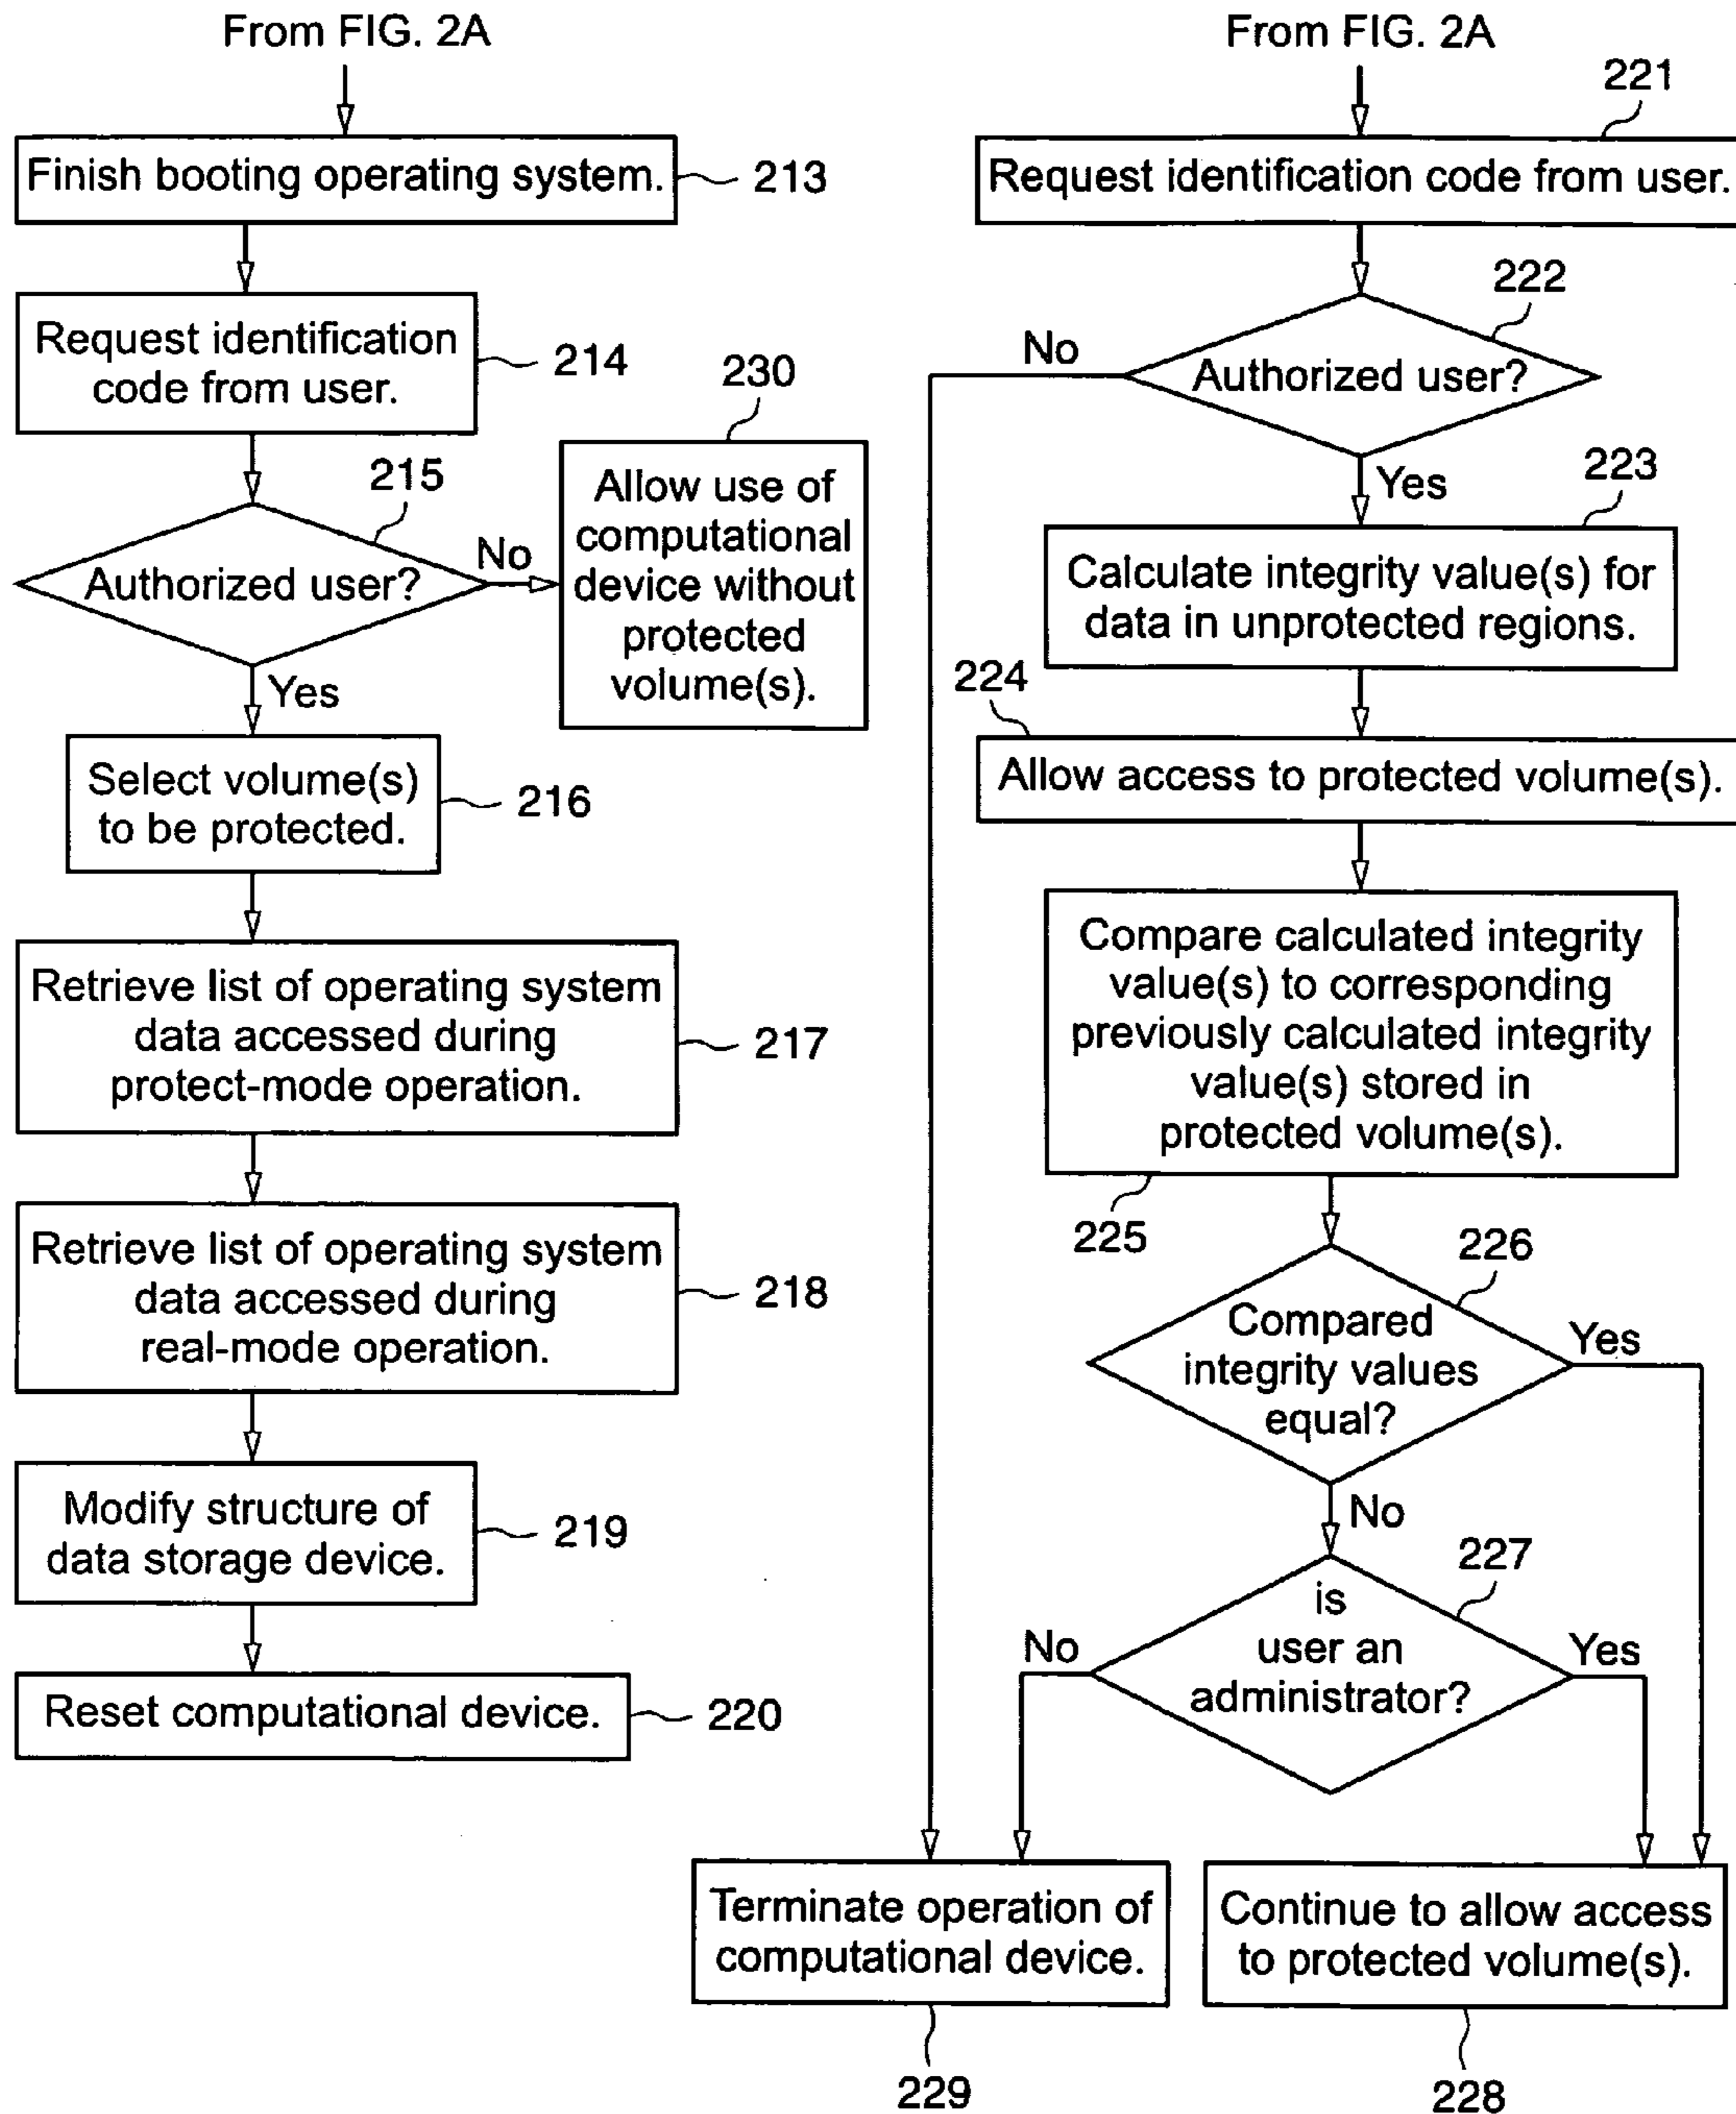 From FIG. 2A
Finish booting operating system.
213
Request identification
code from user.
214
215
Authorized user?
No
230
Allow use of
computational
device without
protected
volume(s).
Yes
Select volume(s)
to be protected.
216
Retrieve list of operating system
data accessed during
protect-mode operation.
217
Retrieve list of operating system
data accessed during
real-mode operation.
218
Modify structure of
data storage device.
219
Reset computational device.
220
From FIG. 2A
221
Request identification code from user.
222
No
Authorized user?
Yes
223
Calculate integrity value(s) for
data in unprotected regions.
224
Allow access to protected volume(s).
Compare calculated integrity
value(s) to corresponding
previously calculated integrity
value(s) stored in
protected volume(s).
225
226
Compared
integrity values
equal?
Yes
No
227
is
user an
administrator?
No
Yes
Terminate operation of
computational device.
229
Continue to allow access
to protected volume(s).
228